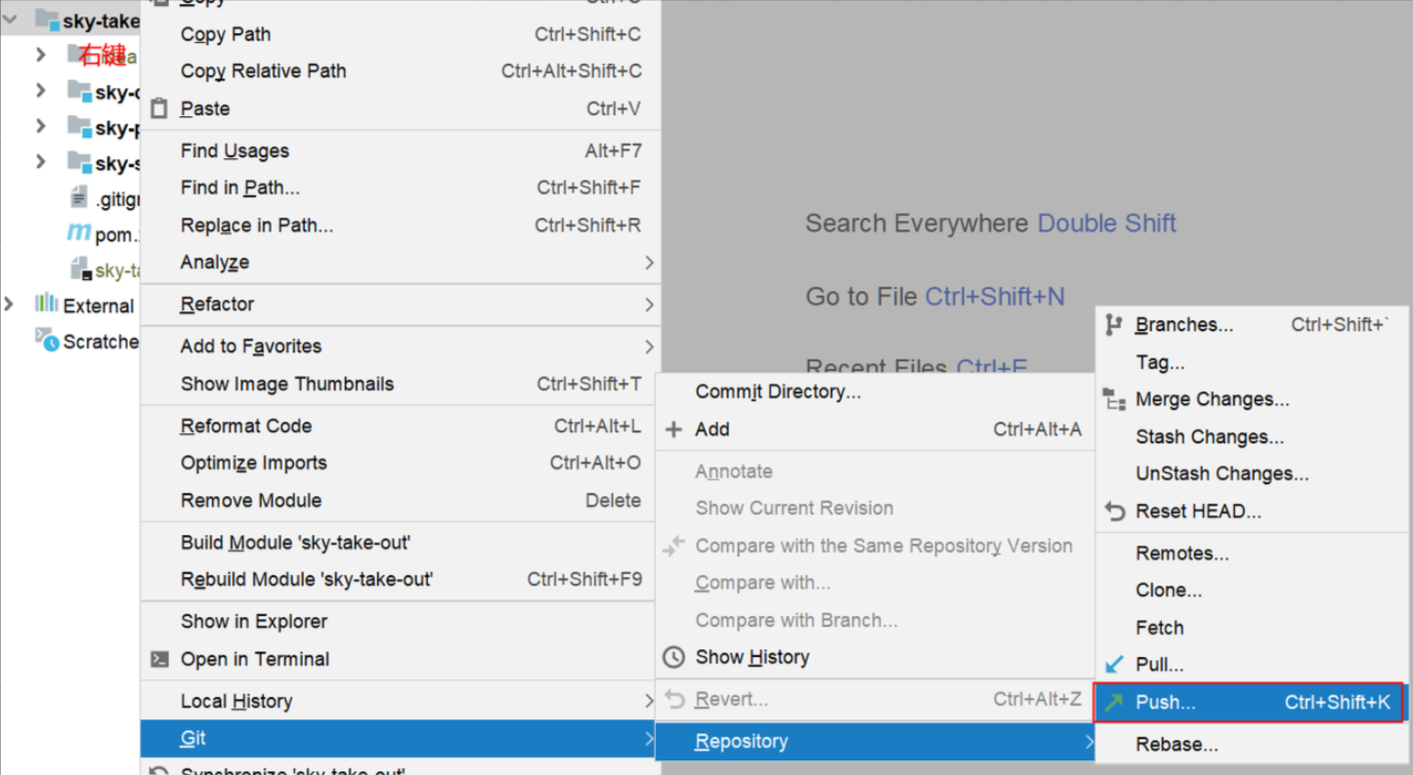 sky-take
右键
sky-
sky-p
sky-s
.gitigr
pom.
sky-ta
External
Scratche
Copy
Copy Path Ctrl+Shift+C
Copy Relative Path Ctrl+Alt+Shift+C
Paste Ctrl+V
Find Usages Alt+F7
Find in Path... Ctrl+Shift+F
Replace in Path... Ctrl+Shift+R
Analyze
Refactor
Add to Favorites
Show Image Thumbnails Ctrl+Shift+T
Reformat Code Ctrl+Alt+L
Optimize Imports Ctrl+Alt+O
Remove Module Delete
Build Module 'sky-take-out'
Rebuild Module 'sky-take-out' Ctrl+Shift+F9
Show in Explorer
Open in Terminal
Local History
Git
Synchronize 'sky-take-out'
Search Everywhere Double Shift
Go to File Ctrl+Shift+N
Recent Files Ctrl+E
Commit Directory...
Add Ctrl+Alt+A
Annotate
Show Current Revision
Compare with the Same Repository Version
Compare with...
Compare with Branch...
Show History
Revert... Ctrl+Alt+Z
Repository
Branches... Ctrl+Shift+`
Tag...
Merge Changes...
Stash Changes...
UnStash Changes...
Reset HEAD...
Remotes...
Clone...
Fetch
Pull...
Push... Ctrl+Shift+K
Rebase...